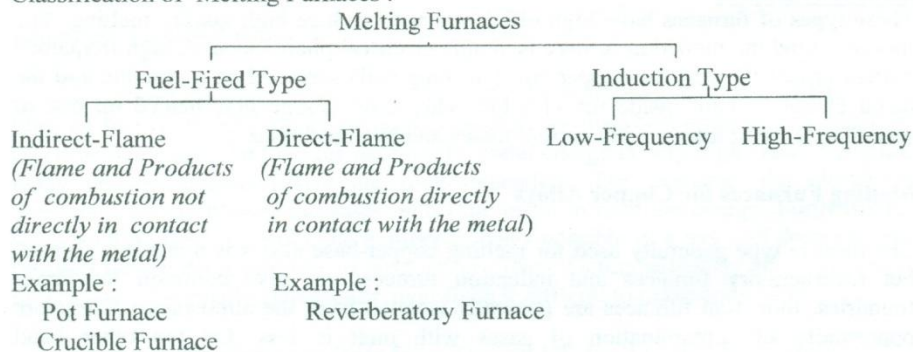 Classification of Melting Furnaces :
Melting Furnaces
Fuel-Fired Type
Induction Type
Indirect-Flame
(Flame and Products
of combustion not
directly in contact
with the metal)
Example :
Pot Furnace
Crucible Furnace
Direct-Flame
(Flame and Products
of combustion directly
in contact with the metal)
Example :
Reverberatory Furnace
Low-Frequency
High-Frequency